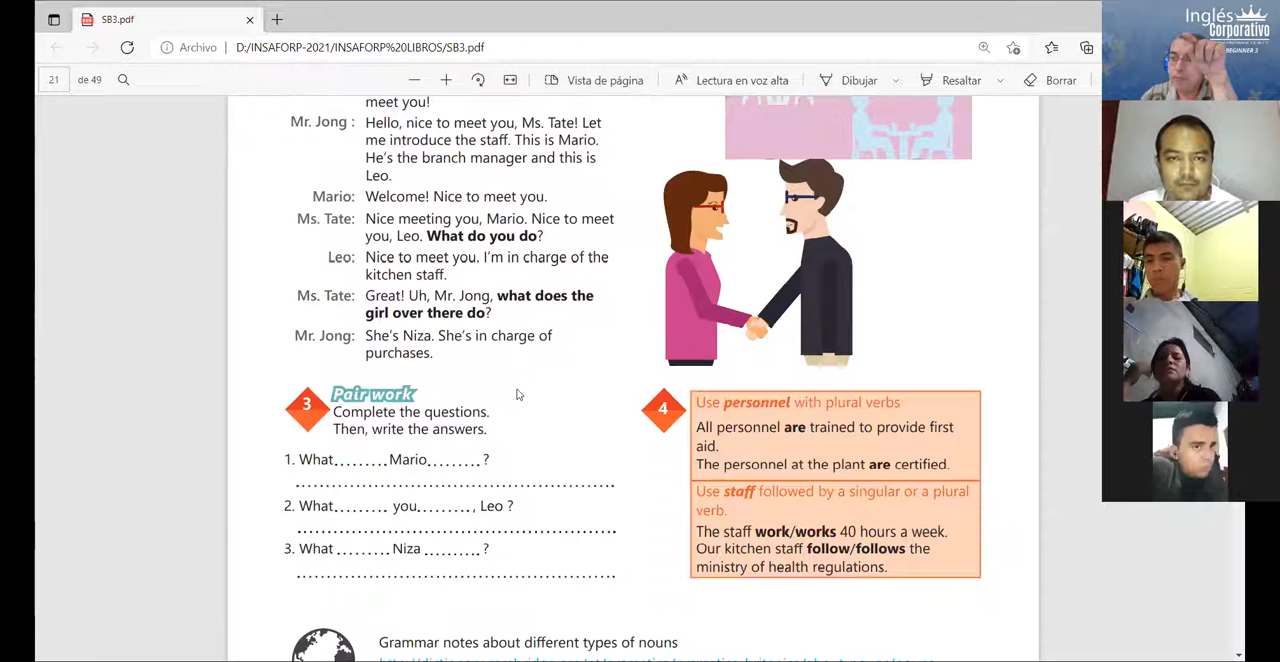 SB3.pdf
Archivo
D:/INSAFORP-2021/INSAFORP%20LIBROS/SB3.pdf
21
de 49
Vista de página
Lectura en voz alta
Dibujar
Resaltar
Borrar
Inglés
Corporativo
BEGINNER 3
meet you!
Mr. Jong : Hello, nice to meet you, Ms. Tate! Let
me introduce the staff. This is Mario.
He's the branch manager and this is
Leo.
Mario: Welcome! Nice to meet you.
Ms. Tate: Nice meeting you, Mario. Nice to meet
you, Leo. What do you do?
Leo: Nice to meet you. I'm in charge of the
kitchen staff.
Ms. Tate: Great! Uh, Mr. Jong, what does the
girl over there do?
Mr. Jong: She's Niza. She's in charge of
purchases.
3 Pair work
Complete the questions.
Then, write the answers.
1. What......... Mario.........?
2. What......... you........., Leo ?
3. What ......... Niza .........?
4
Use personnel with plural verbs
All personnel are trained to provide first
aid.
The personnel at the plant are certified.
Use staff followed by a singular or a plural
verb.
The staff work/works 40 hours a week.
Our kitchen staff follow/follows the
ministry of health regulations.
Grammar notes about different types of nouns